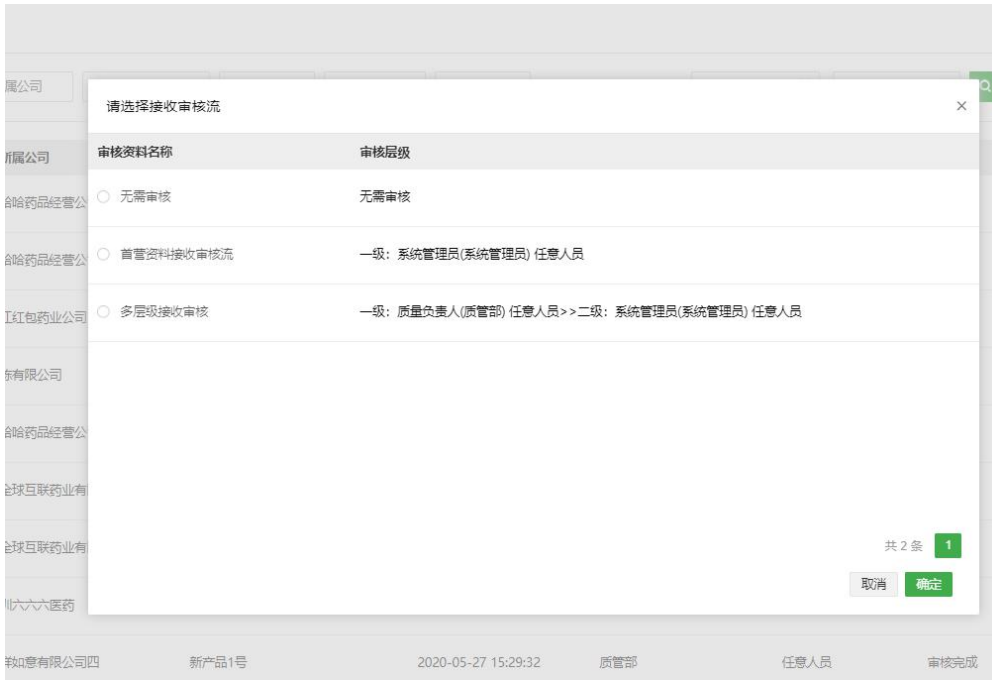 属公司
请选择接收审核流
×
所属公司
审核资料名称 审核层级
哈哈药品经营公
无需审核 无需审核
哈哈药品经营公
首营资料接收审核流 一级：系统管理员(系统管理员) 任意人员
江红包药业公司
多层级接收审核 一级：质量负责人(质管部) 任意人员>>二级：系统管理员(系统管理员) 任意人员
有限公司
哈哈药品经营公
全球互联药业有
全球互联药业有
共 2 条 1
取消 确定
六六六医药
祥如意有限公司四 新产品1号 2020-05-27 15:29:32 质管部 任意人员 审核完成